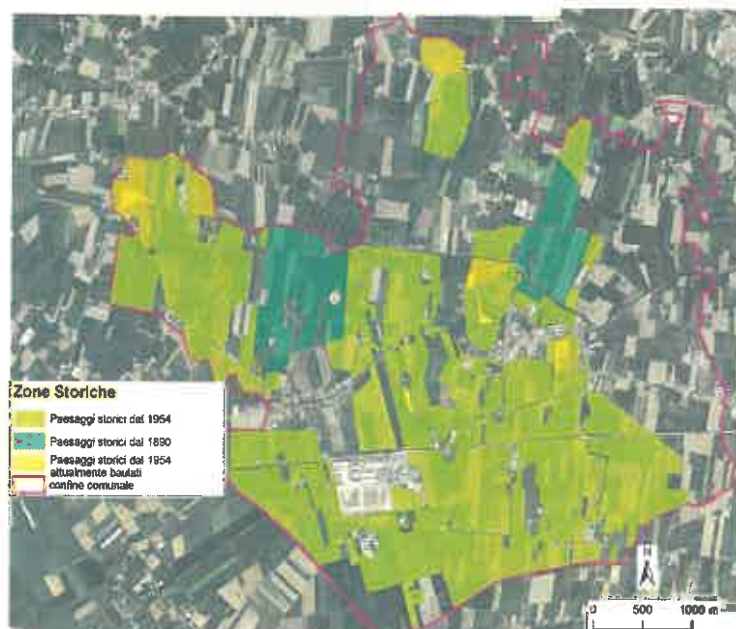 Zone Storiche
Paesaggi storici dal 1954
Paesaggi storici dal 1890
Paesaggi storici dal 1954
attualmente baulati
confine comunale
N
0 500 1000 m